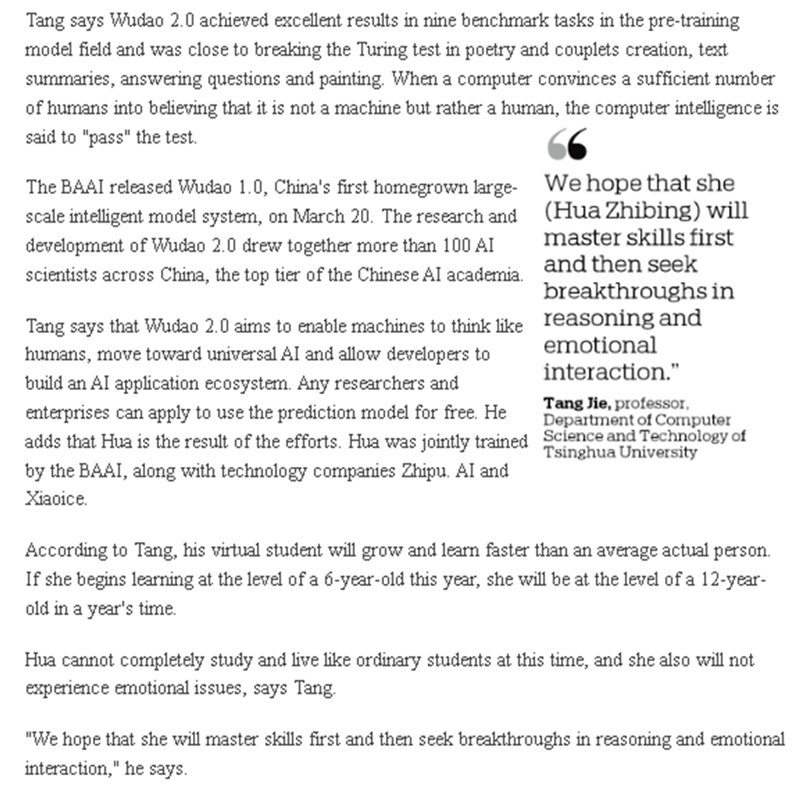 Tang says Wudao 2.0 achieved excellent results in nine benchmark tasks in the pre-training
model field and was close to breaking the Turing test in poetry and couplets creation, text
summaries, answering questions and painting. When a computer convinces a sufficient number
of humans into believing that it is not a machine but rather a human, the computer intelligence is
said to "pass" the test.
The BAAI released Wudao 1.0, China's first homegrown large-
scale intelligent model system, on March 20. The research and
development of Wudao 2.0 drew together more than 100 AI
scientists across China, the top tier of the Chinese AI academia.
Tang says that Wudao 2.0 aims to enable machines to think like
humans, move toward universal AI and allow developers to
build an AI application ecosystem. Any researchers and
enterprises can apply to use the prediction model for free. He
adds that Hua is the result of the efforts. Hua was jointly trained
by the BAAI, along with technology companies Zhipu. AI and
Xiaoice.
“
We hope that she
(Hua Zhibing) will
master skills first
and then seek
breakthroughs in
reasoning and
emotional
interaction.”
Tang Jie, professor,
Department of Computer
Science and Technology of
Tsinghua University
According to Tang, his virtual student will grow and learn faster than an average actual person.
If she begins learning at the level of a 6-year-old this year, she will be at the level of a 12-year-
old in a year's time.
Hua cannot completely study and live like ordinary students at this time, and she also will not
experience emotional issues, says Tang.
"We hope that she will master skills first and then seek breakthroughs in reasoning and emotional
interaction," he says.